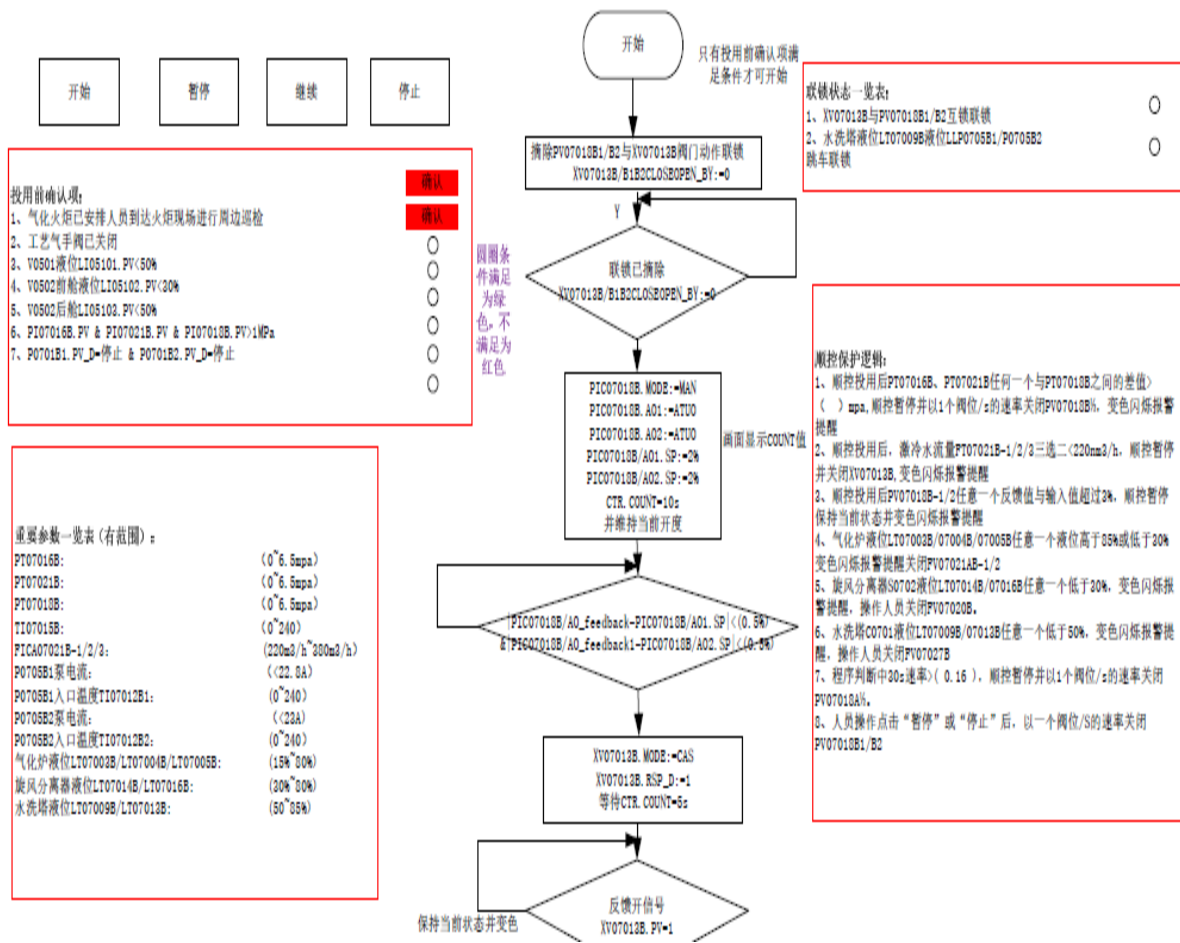 开始
暂停
继续
停止
投用前确认项:
确认
1、气化火炬已安排人员到达火炬现场进行周边巡检
确认
2、工艺气手阀已关闭
3、V0501液位LI05101.PV<50%
4、V0502前舱液位LI05102.PV<30%
5、V0502后舱LI05103.PV<50%
6、PI07016B.PV & PI07021B.PV & PI07018B.PV>1MPa
7、P0701B1.PV_D=停止 & P0701B2.PV_D=停止
圆圈条
件满足
为绿
色,不
满足为
红色
重要参数一览表(有范围):
PT07016B: (0~6.5mpa)
PT07021B: (0~6.5mpa)
PT07018B: (0~6.5mpa)
TI07015B: (0~240)
FICA07021B-1/2/3: (220m3/h~380m3/h)
P0705B1泵电流: (<22.8A)
P0705B1入口温度TI07012B1: (0~240)
P0705B2泵电流: (<23A)
P0705B2入口温度TI07012B2: (0~240)
气化炉液位LT07003B/LT07004B/LT07005B: (15%~80%)
旋风分离器液位LT07014B/LT07016B: (30%~80%)
水洗塔液位LT07009B/LT07013B: (50~85%)
开始
只有投用前确认项满
足条件才可开始
摘除PV07018B1/B2与XV07013B阀门动作联锁
XV07013B/B1B2CLOSEOPEN_BY:=0
Y
联锁已摘除
XV07013B/B1B2CLOSEOPEN_BY:=0
PIC07018B.MODE:=MAN
PIC07018B.AO1:=ATUO
PIC07018B.AO2:=ATUO
PIC07018B/AO1.SP:=2%
PIC07018B/AO2.SP:=2%
CTR.COUNT=10s
并维持当前开度
画面显示COUNT值
|PIC07018B/AO_feedback-PIC07018B/AO1.SP|<(0.5%)
&|PIC07018B/AO_feedback1-PIC07018B/AO2.SP|<(0.5%)
XV07013B.MODE:=CAS
XV07013B.RSP_D:=1
等待CTR.COUNT=5s
反馈开信号
XV07013B.PV=1
保持当前状态并变色
联锁状态一览表:
1、XV07013B与PV07018B1/B2互锁联锁
2、水洗塔液位LT07009B液位LLP0705B1/P0705B2
跳车联锁
顺控保护逻辑:
1、顺控投用后PT07016B、PT07021B任何一个与PT07018B之间的差值>
( )mpa,顺控暂停并以1个阀位/s的速率关闭PV07018B½,变色闪烁报警
提醒
2、顺控投用后,激冷水流量FT07021B-1/2/3三选二<220nm3/h,顺控暂停
并关闭XV07013B,变色闪烁报警提醒
3、顺控投用后PV07018B-1/2任意一个反馈值与输入值超过3%,顺控暂停
保持当前状态并变色闪烁报警提醒
4、气化炉液位LT07003B/07004B/07005B任意一个液位高于85%或低于30%
变色闪烁报警提醒关闭FV07021AB-1/2
5、旋风分离器S0702液位LT07014B/07016B任意一个低于30%,变色闪烁报
警提醒,操作人员关闭FV07020B。
6、水洗塔C0701液位LT07009B/07013B任意一个低于50%,变色闪烁报警提
醒,操作人员关闭FV07027B
7、程序判断中30s速率>( 0.16 ),顺控暂停并以1个阀位/s的速率关闭
PV07018A½。
8、人员操作点击“暂停”或“停止”后,以一个阀位/S的速率关闭
PV07018B1/B2